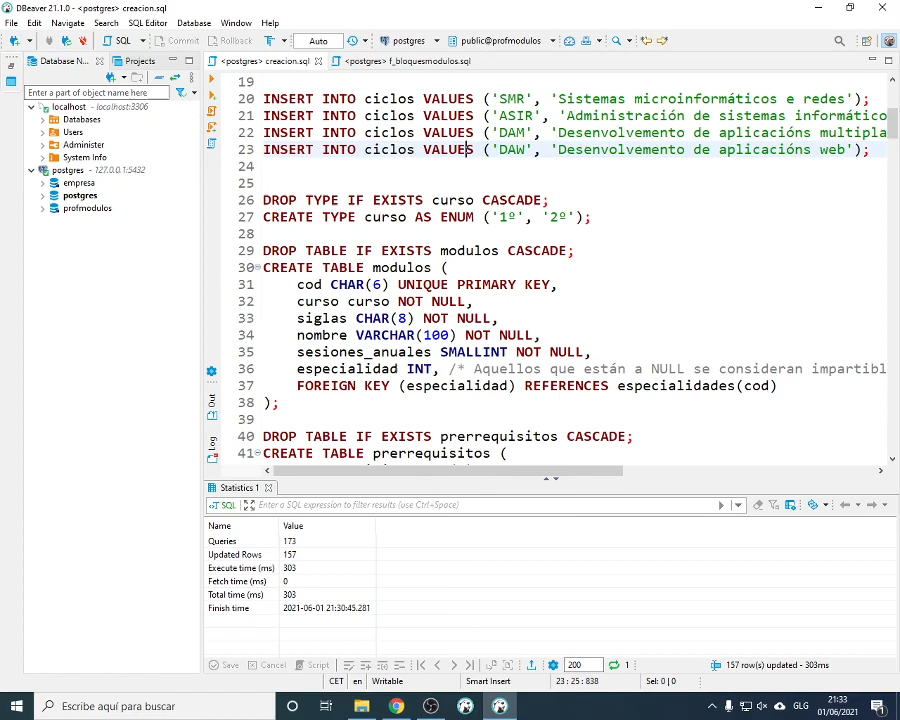 DBeaver 21.1.0 - <postgres> creacion.sql
File Edit Navigate Search SQL Editor Database Window Help
SQL Commit Rollback Auto postgres public@profmodulos
Database N... Projects
<postgres> creacion.sql <postgres> f_bloquesmodulos.sql
Enter a part of object name here
localhost - localhost:3306
Databases
Users
Administer
System Info
postgres - 127.0.0.1:5432
empresa
postgres
profmodulos
19
20 INSERT INTO ciclos VALUES ('SMR', 'Sistemas microinformáticos e redes');
21 INSERT INTO ciclos VALUES ('ASIR', 'Administración de sistemas informático
22 INSERT INTO ciclos VALUES ('DAM', 'Desenvolvemento de aplicacións multipla
23 INSERT INTO ciclos VALUES ('DAW', 'Desenvolvemento de aplicacións web');
24
25
26 DROP TYPE IF EXISTS curso CASCADE;
27 CREATE TYPE curso AS ENUM ('1º', '2º');
28
29 DROP TABLE IF EXISTS modulos CASCADE;
30 CREATE TABLE modulos (
31 cod CHAR(6) UNIQUE PRIMARY KEY,
32 curso curso NOT NULL,
33 siglas CHAR(8) NOT NULL,
34 nombre VARCHAR(100) NOT NULL,
35 sesiones_anuales SMALLINT NOT NULL,
36 especialidad INT, /* Aquellos que están a NULL se consideran impartibl
37 FOREIGN KEY (especialidad) REFERENCES especialidades(cod)
38 );
39
40 DROP TABLE IF EXISTS prerrequisitos CASCADE;
41 CREATE TABLE prerrequisitos (
Out
Log
Statistics 1
SQL Enter a SQL expression to filter results (use Ctrl+Space)
Name Value
Queries 173
Updated Rows 157
Execute time (ms) 303
Fetch time (ms) 0
Total time (ms) 303
Finish time 2021-06-01 21:30:45.281
Save Cancel Script 200 1 157 row(s) updated - 303ms
CET en Writable Smart Insert 23 : 25 : 838 Sel: 0 | 0
Escribe aquí para buscar
GLG
21:33
01/06/2021
1